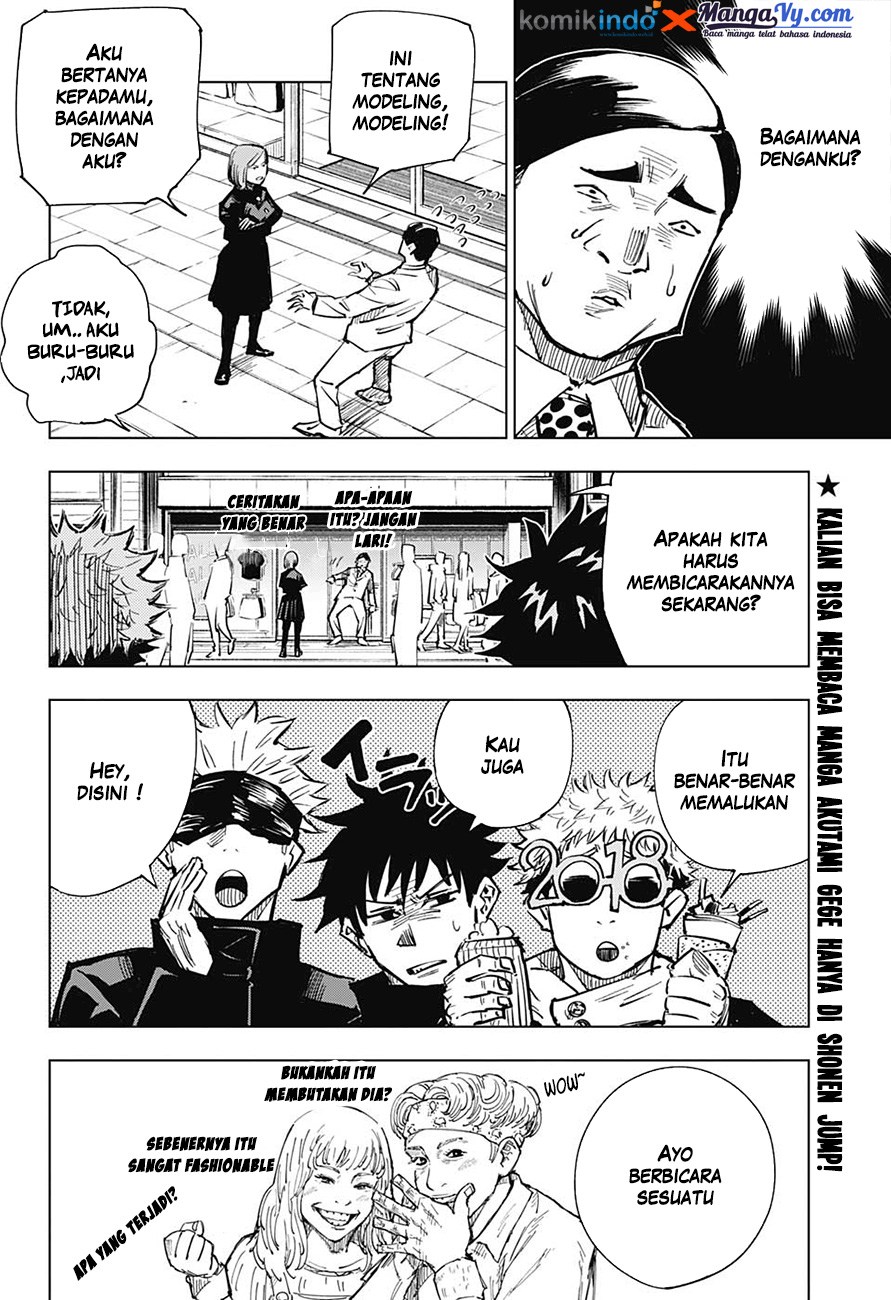 komikindo X MangaVy.com
Baca manga telat bahasa indonesia
BAGAIMANA
DENGANKU?
INI
TENTANG
MODELING,
MODELING!
AKU
BERTANYA
KEPADAMU,
BAGAIMANA
DENGAN
AKU?
TIDAK,
UM.. AKU
BURU-BURU
,JADI
APAKAH KITA
HARUS
MEMBICARAKANNYA
SEKARANG?
APA-APAAN
ITU? JANGAN
LARI!
CERITAKAN
YANG BENAR
ITU
BENAR-BENAR
MEMALUKAN
KAU
JUGA
イラッ
HEY,
DISINI !
2018
AYO
BERBICARA
SESUATU
WOW~
BUKANKAH ITU
MEMBUTAKAN DIA?
SEBENERNYA ITU
SANGAT FASHIONABLE
APA YANG TERJADI?
★ KALIAN BISA MEMBACA MANGA AKUTAMI GEGE HANYA DI SHONEN JUMP!